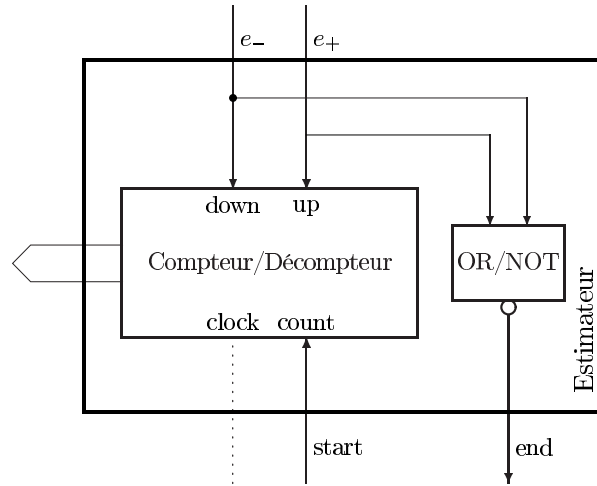 e₋ e₊
down up
Compteur/Décompteur
OR/NOT
clock count
Estimateur
start
end